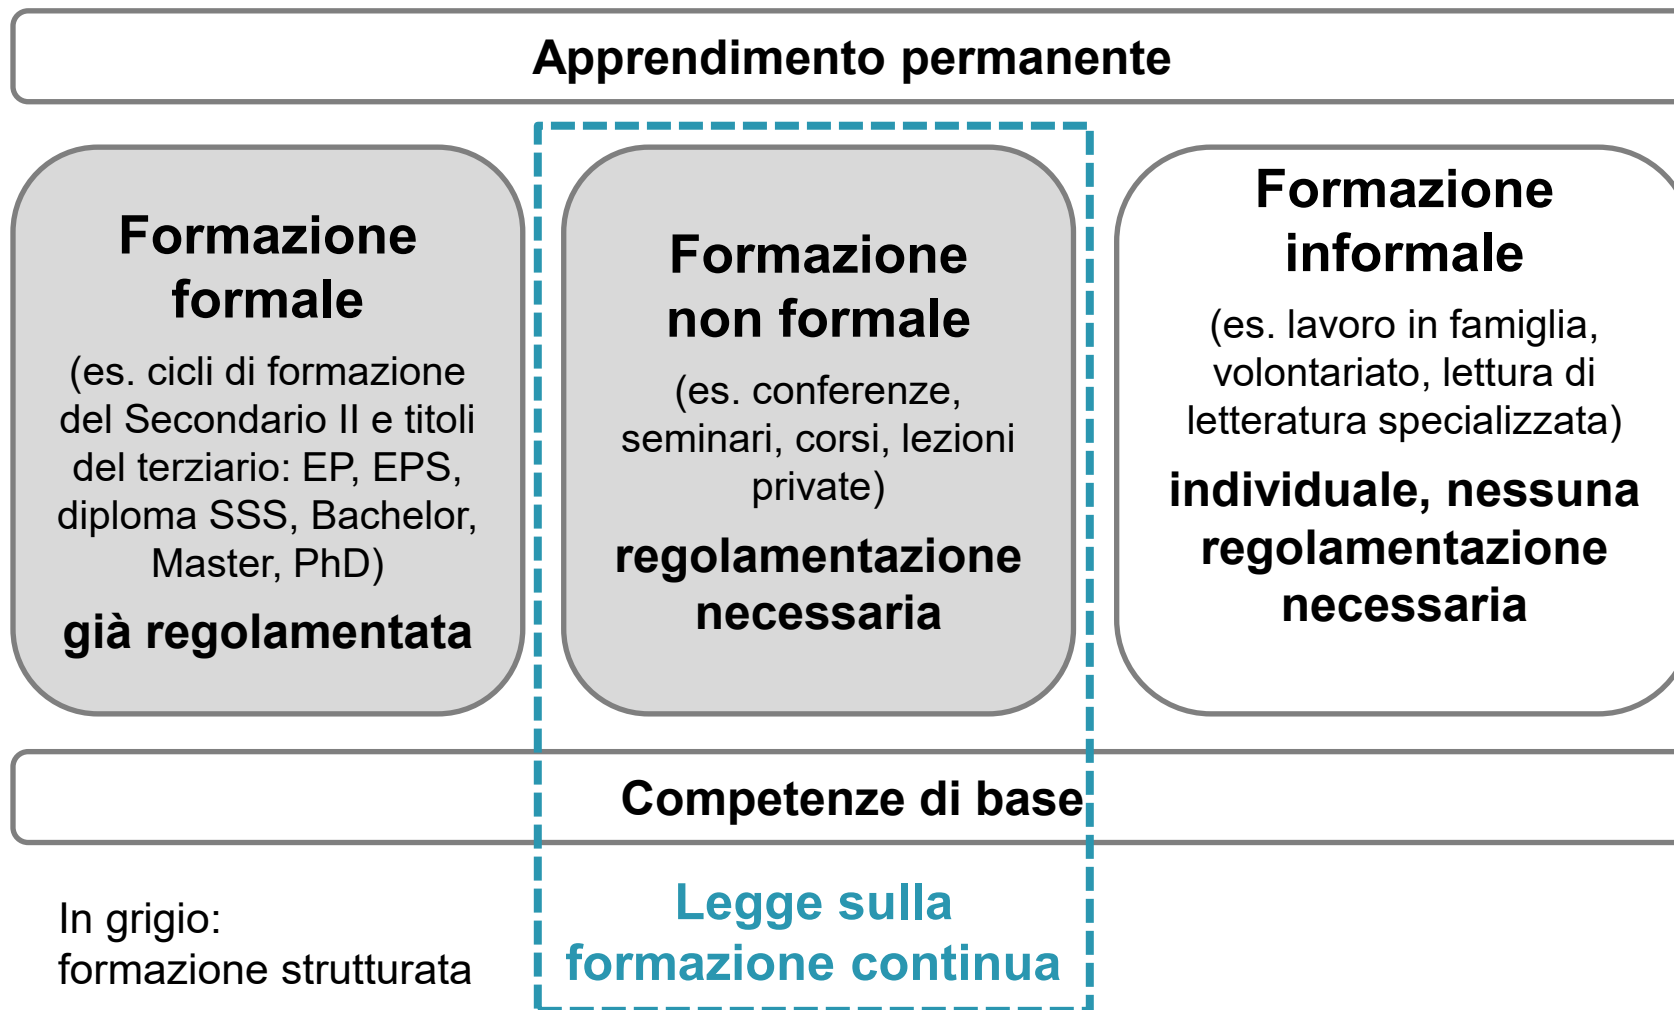 Apprendimento permanente
Formazione
formale
(es. cicli di formazione
del Secondario II e titoli
del terziario: EP, EPS,
diploma SSS, Bachelor,
Master, PhD)
già regolamentata
Formazione
non formale
(es. conferenze,
seminari, corsi, lezioni
private)
regolamentazione
necessaria
Formazione
informale
(es. lavoro in famiglia,
volontariato, lettura di
letteratura specializzata)
individuale, nessuna
regolamentazione
necessaria
Competenze di base
In grigio:
formazione strutturata
Legge sulla
formazione continua